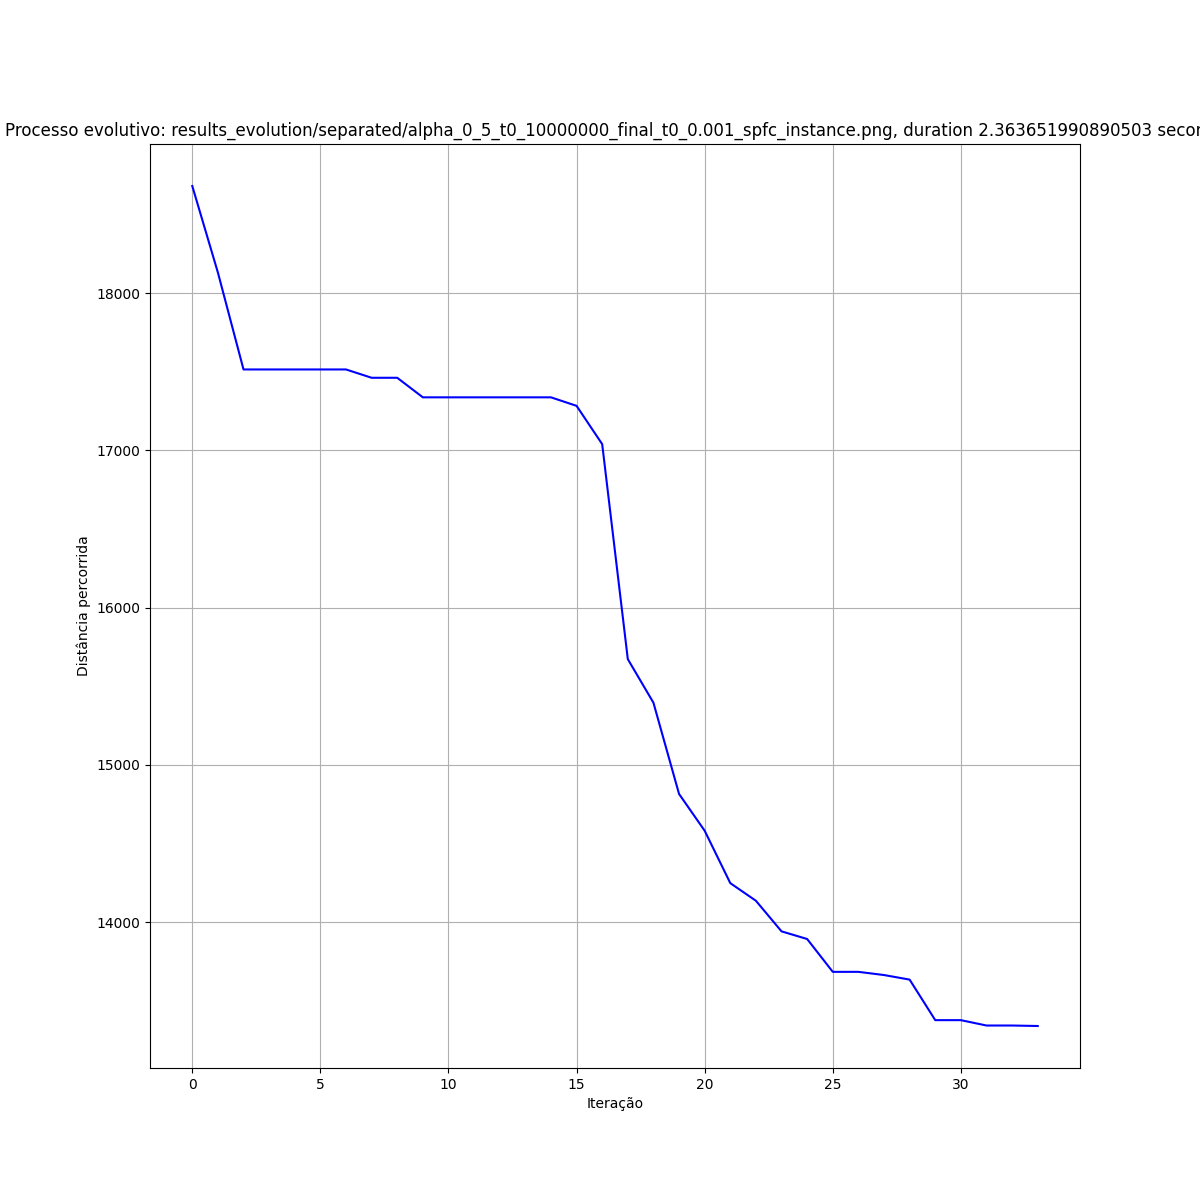 Processo evolutivo: results_evolution/separated/alpha_0_5_t0_10000000_final_t0_0.001_spfc_instance.png, duration 2.363651990890503
18000
17000
16000
15000
14000
Distância percorrida
0 5 10 15 20 25 30
Iteração